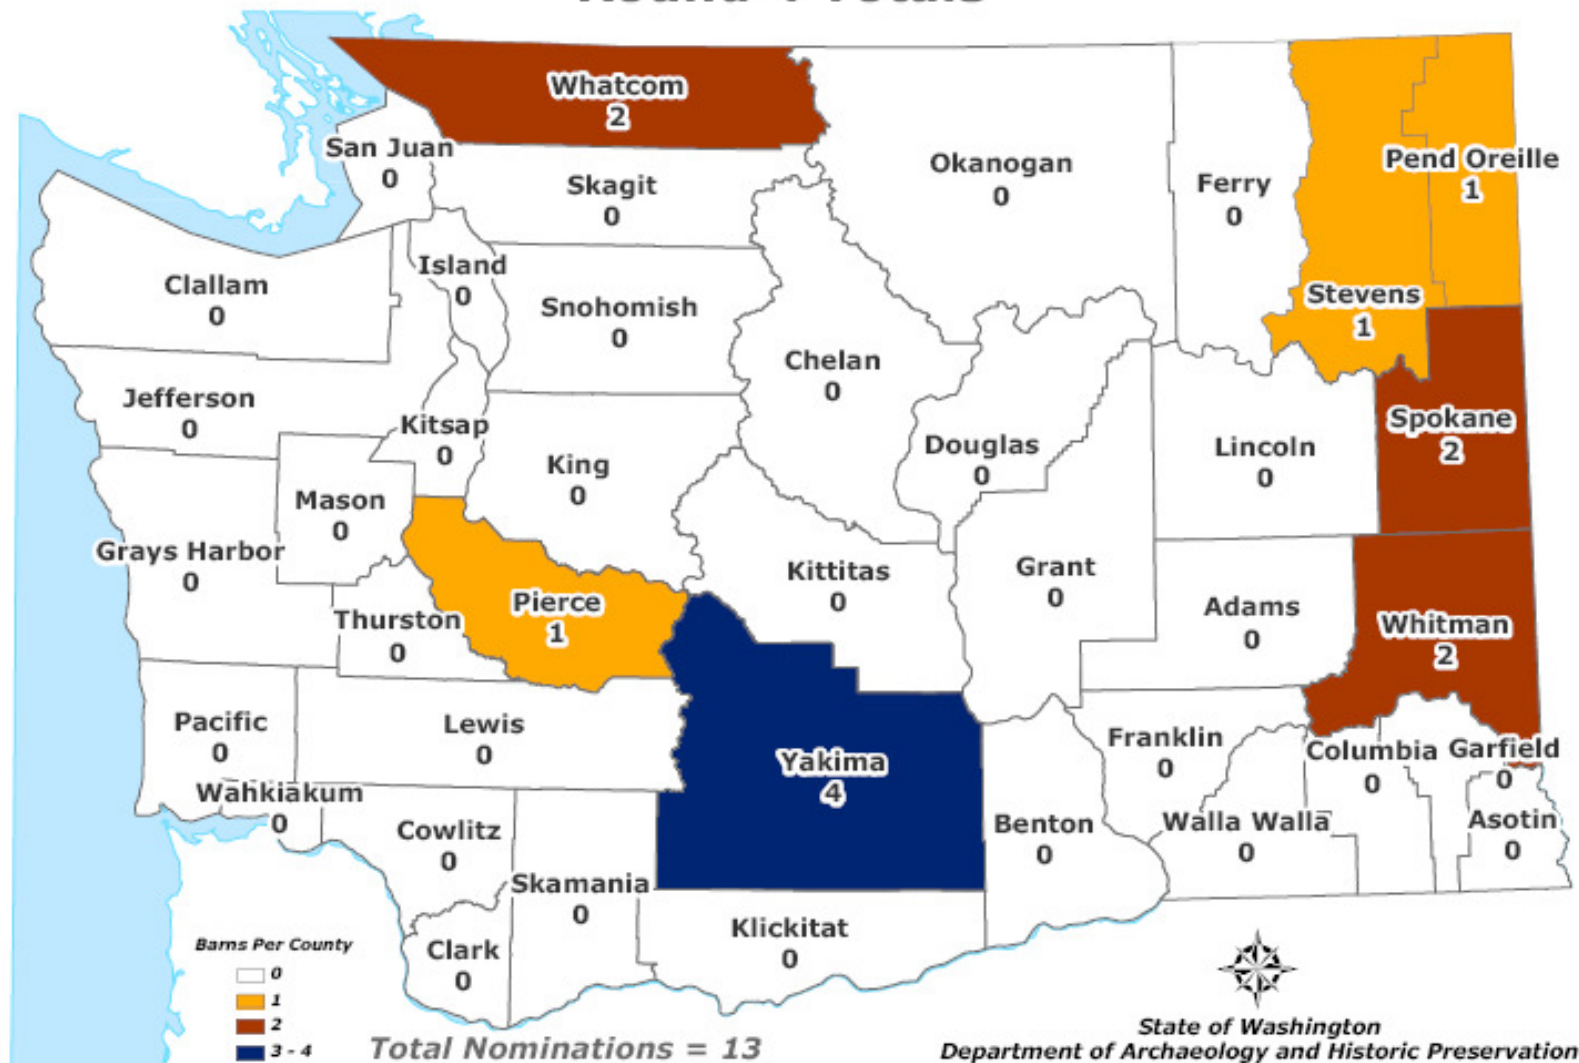 Round 4 Totals
Whatcom
2
San Juan
0
Skagit
0
Okanogan
0
Ferry
0
Pend Oreille
1
Stevens
1
Clallam
0
Island
0
Snohomish
0
Chelan
0
Jefferson
0
Kitsap
0
King
0
Douglas
0
Lincoln
0
Spokane
2
Mason
0
Grays Harbor
0
Kittitas
0
Grant
0
Adams
0
Whitman
2
Thurston
0
Pierce
1
Pacific
0
Lewis
0
Yakima
4
Franklin
0
Columbia
0
Garfield
0
Wahkiakum
0
Cowlitz
0
Benton
0
Walla Walla
0
Asotin
0
Skamania
0
Clark
0
Klickitat
0
Barns Per County
0
1
2
3 - 4
Total Nominations = 13
State of Washington
Department of Archaeology and Historic Preservation